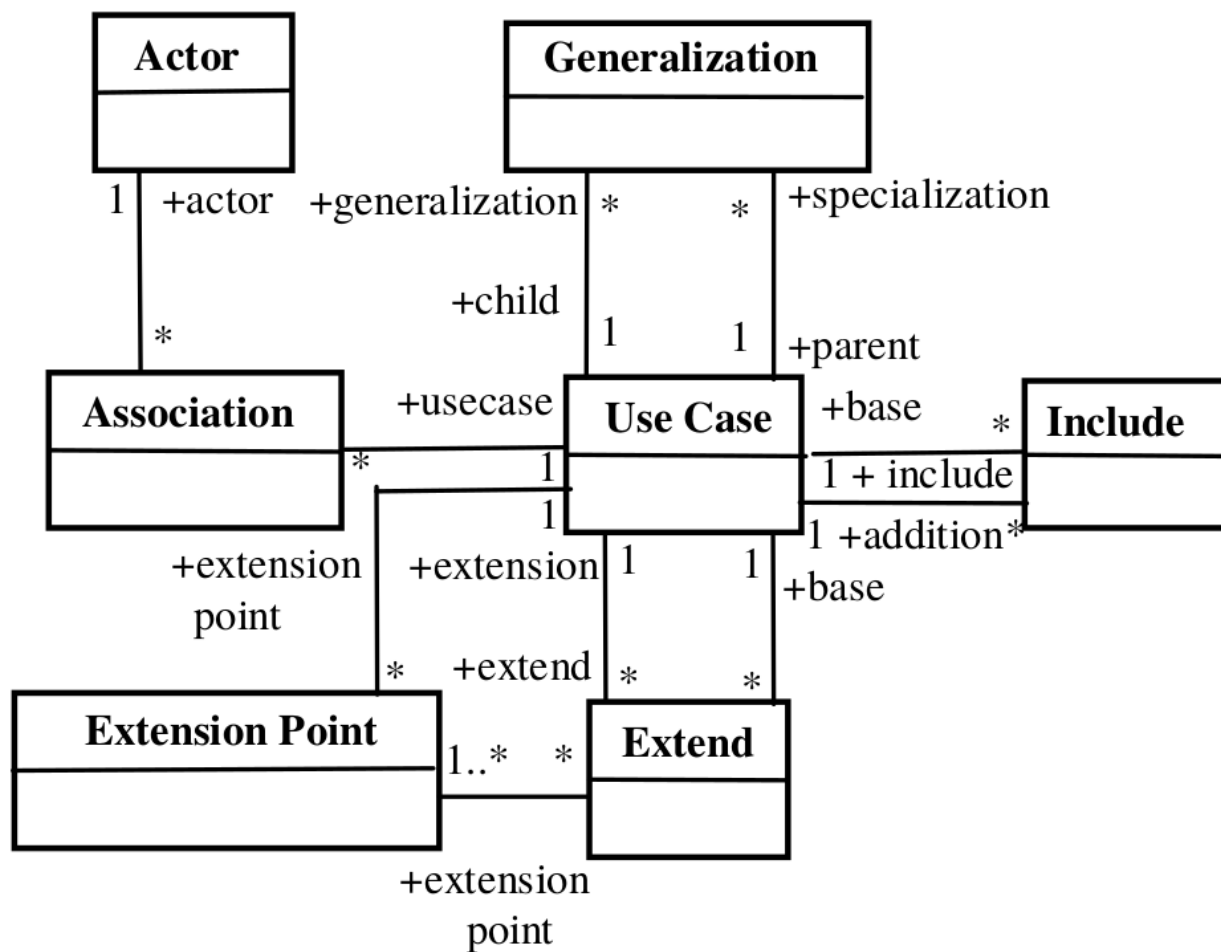 Actor
Generalization
1 +actor
+generalization * * +specialization
+child
1 1 +parent
*
Association
+usecase
Use Case
+base
*
Include
*
1
1 + include
1
1 +addition*
+extension
point
+extension
1 1
+base
*
+extend
* *
Extension Point
1..* *
Extend
+extension
point